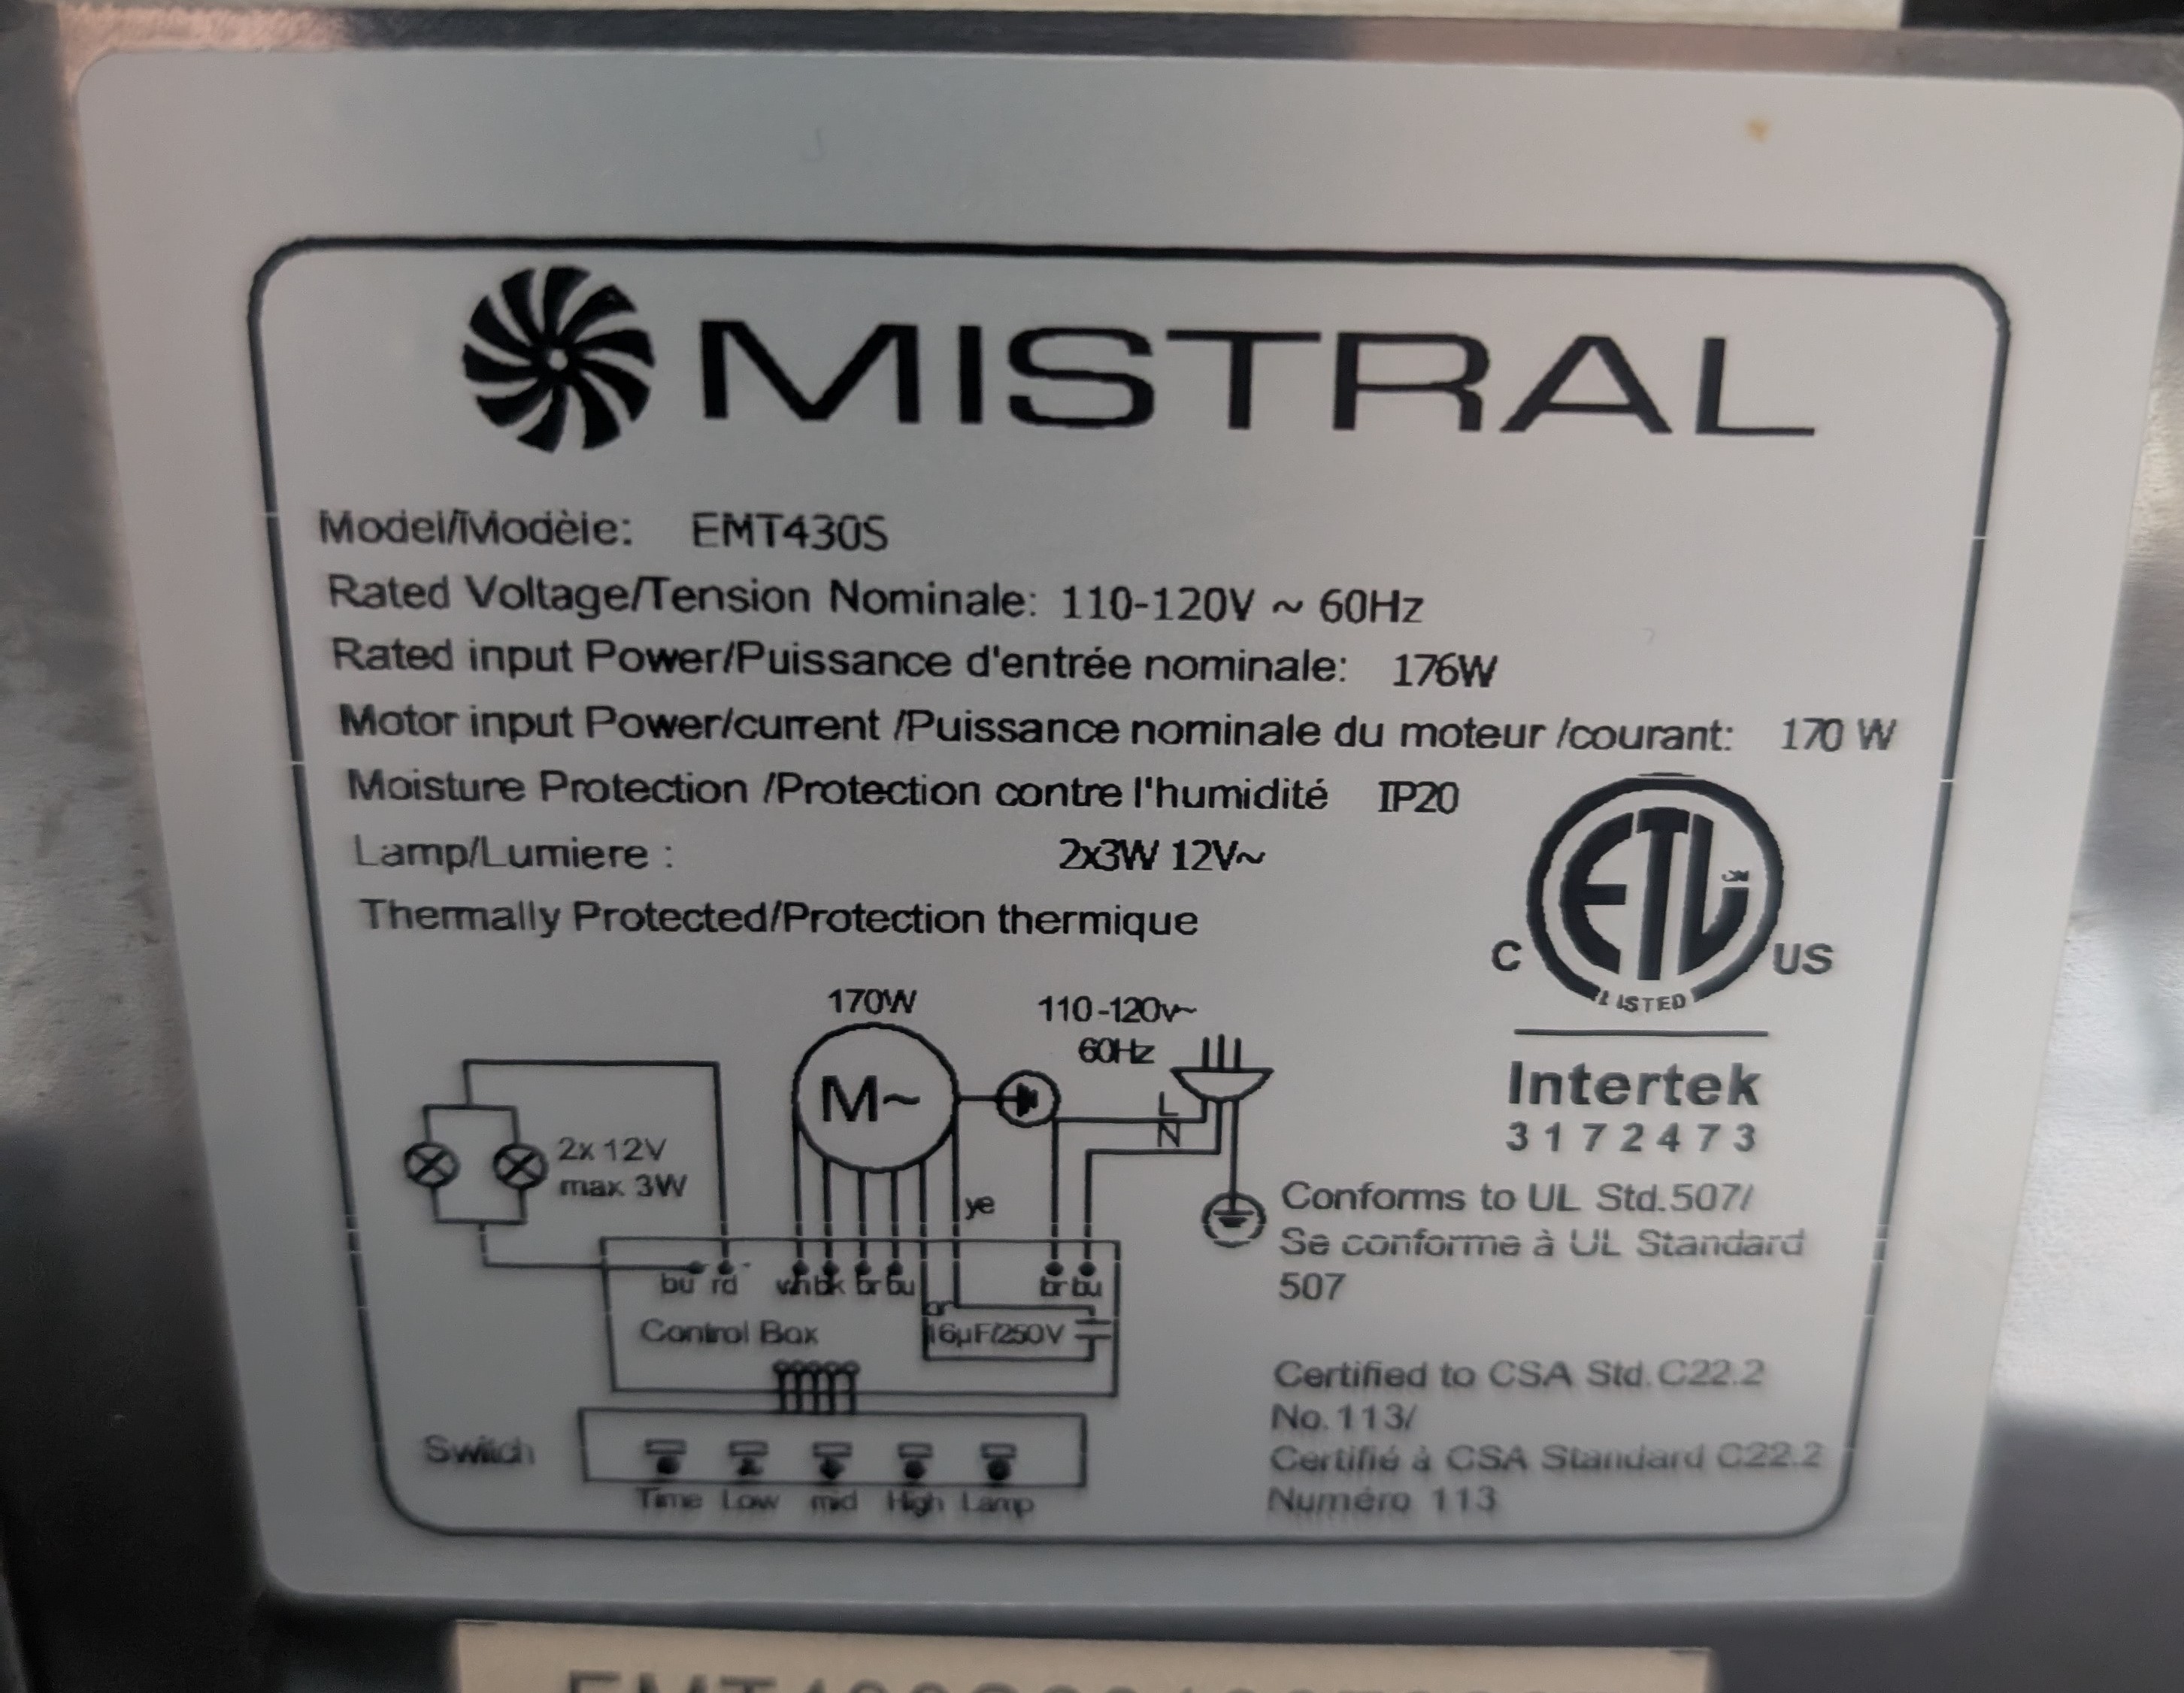 MISTRAL
Model/Modèle: EMT430S
Rated Voltage/Tension Nominale: 110-120V ~ 60Hz
Rated input Power/Puissance d'entrée nominale: 176W
Motor input Power/current /Puissance nominale du moteur /courant: 170 W
Moisture Protection /Protection contre l'humidité IP20
Lamp/Lumiere : 2x3W 12V~
Thermally Protected/Protection thermique
ETL CM
C US
LISTED
Intertek
3172473
170W
110-120v~
60Hz
M~
L
N
2x 12V
max 3W
ye
Conforms to UL Std.507/
Se conforme à UL Standard
507
bu rd wh bk br bu br bu
Control Box
16µF/250V
Certified to CSA Std.C22.2
No.113/
Certifié à CSA Standard C22.2
Numéro 113
Switch
Time Low mid High Lamp